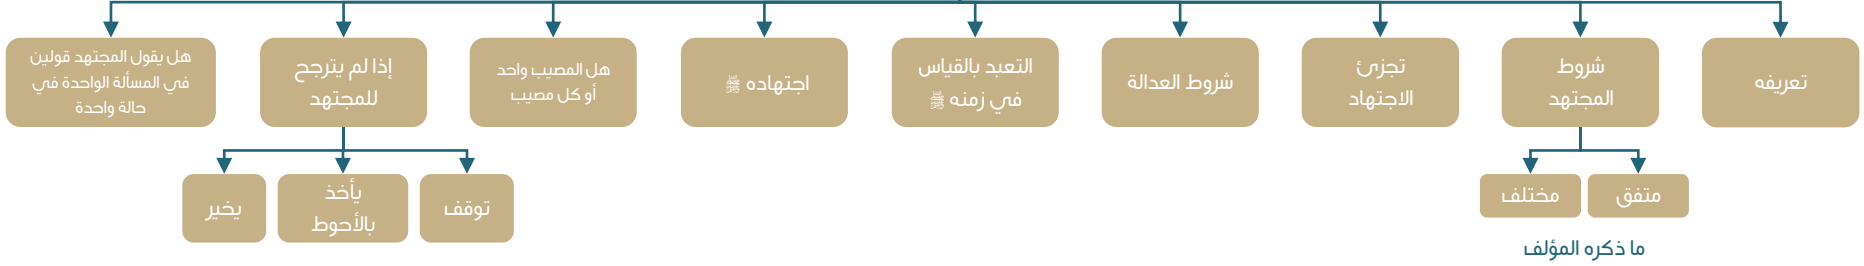 تعريفه
شروط
المجتهد
تجزئ
الاجتهاد
شروط العدالة
التعبد بالقياس
في زمنه ﷺ
اجتهاده ﷺ
هل المصيب واحد
أو كل مصيب
إذا لم يترجح
للمجتهد
هل يقول المجتهد قولين
في المسألة الواحدة في
حالة واحدة
متفق
مختلف
توقف
يأخذ
بالأحوط
يخير
ما ذكره المؤلف